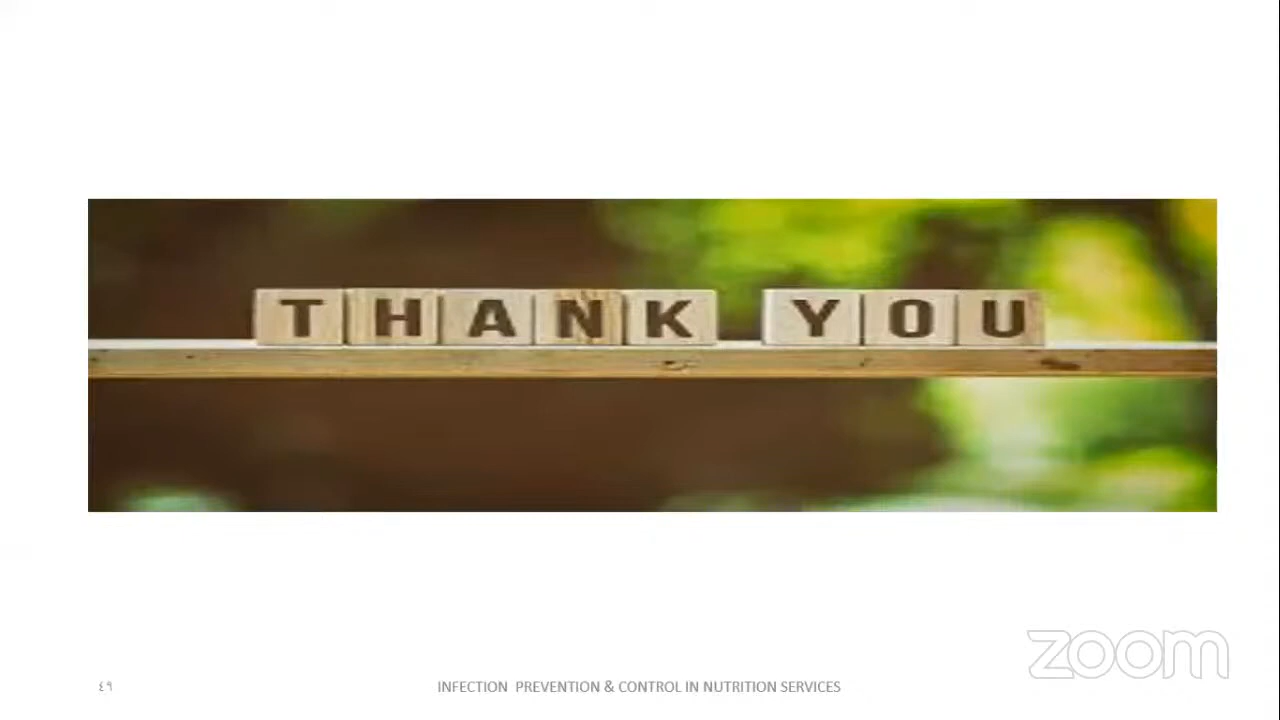 THANK YOU
zoom
٤٩
INFECTION PREVENTION & CONTROL IN NUTRITION SERVICES